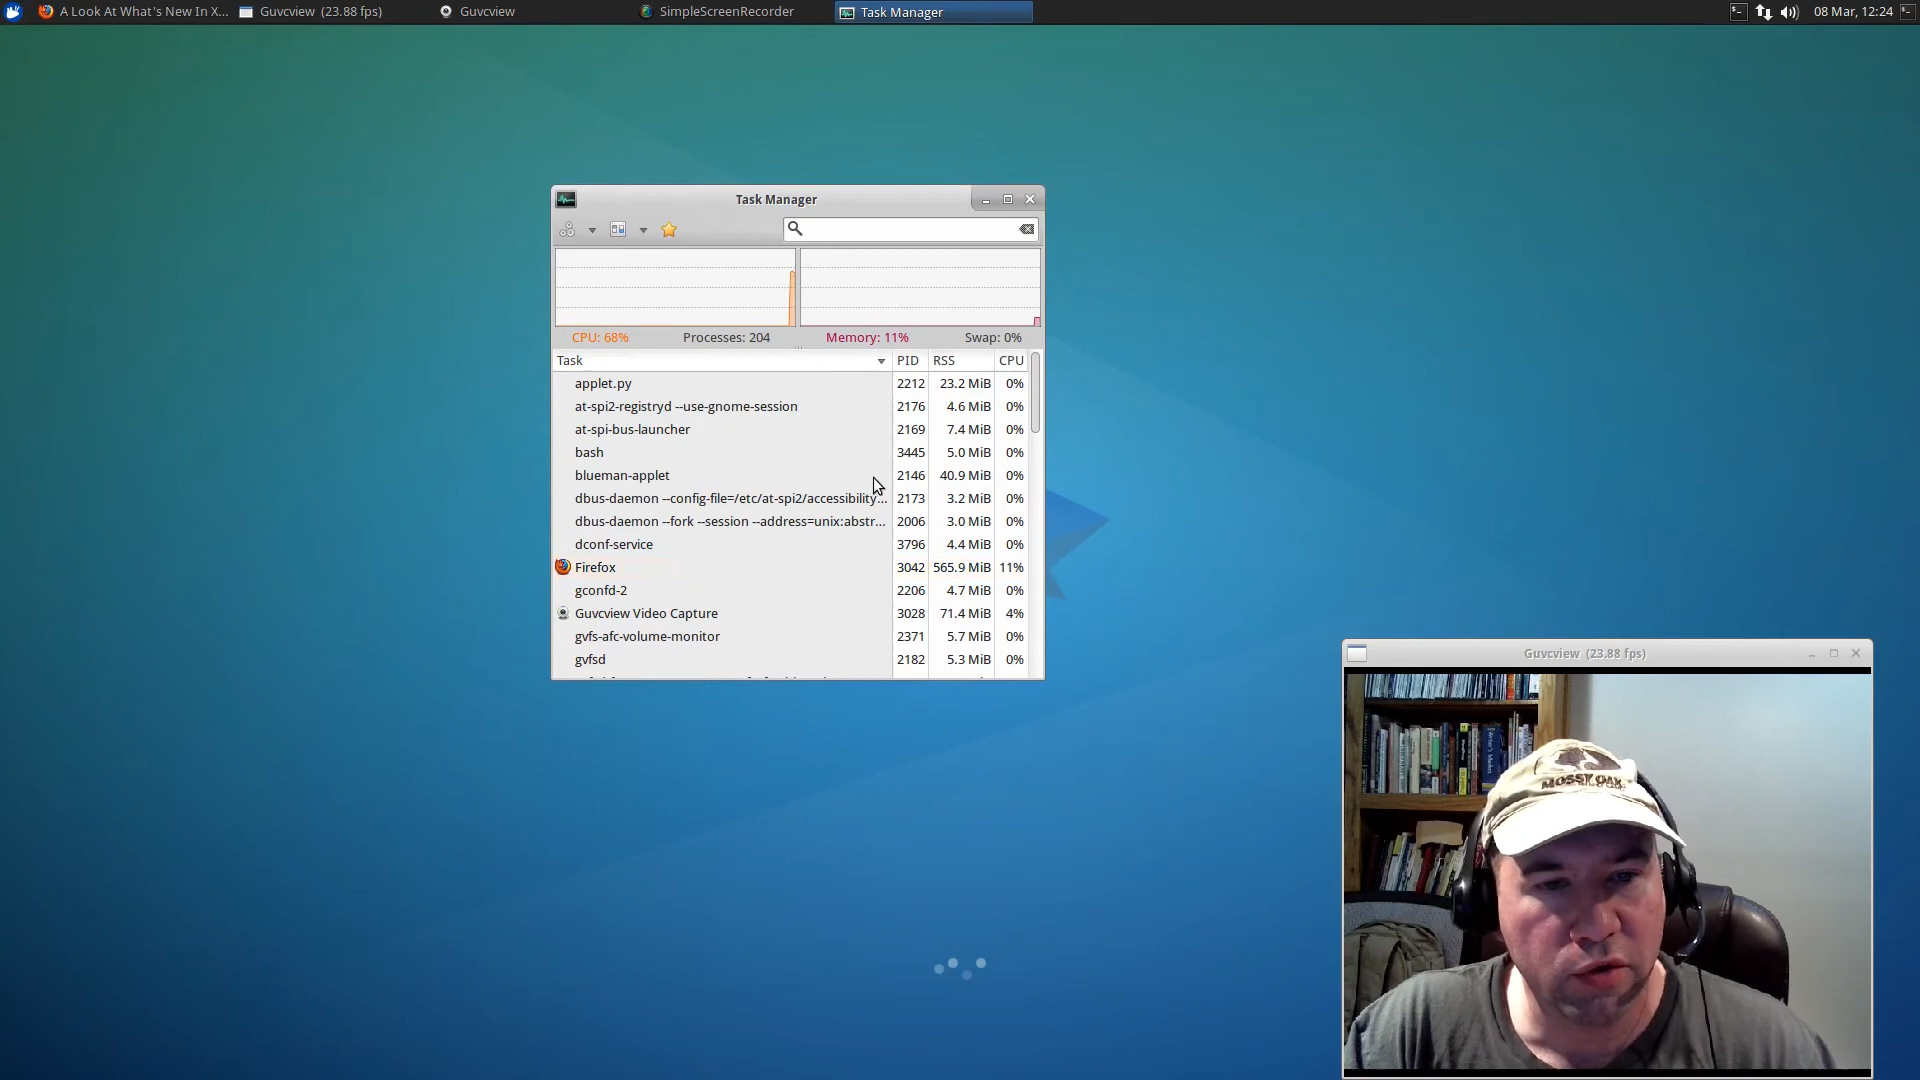 A Look At What's New In X...
Guvcview (23.88 fps)
Guvcview
SimpleScreenRecorder
Task Manager
08 Mar, 12:24
Task Manager
CPU: 68% Processes: 204 Memory: 11% Swap: 0%
Task PID RSS CPU
applet.py 2212 23.2 MiB 0%
at-spi2-registryd --use-gnome-session 2176 4.6 MiB 0%
at-spi-bus-launcher 2169 7.4 MiB 0%
bash 3445 5.0 MiB 0%
blueman-applet 2146 40.9 MiB 0%
dbus-daemon --config-file=/etc/at-spi2/accessibility... 2173 3.2 MiB 0%
dbus-daemon --fork --session --address=unix:abstr... 2006 3.0 MiB 0%
dconf-service 3796 4.4 MiB 0%
Firefox 3042 565.9 MiB 11%
gconfd-2 2206 4.7 MiB 0%
Guvcview Video Capture 3028 71.4 MiB 4%
gvfs-afc-volume-monitor 2371 5.7 MiB 0%
gvfsd 2182 5.3 MiB 0%
Guvcview (23.88 fps)
MOSSY OAK